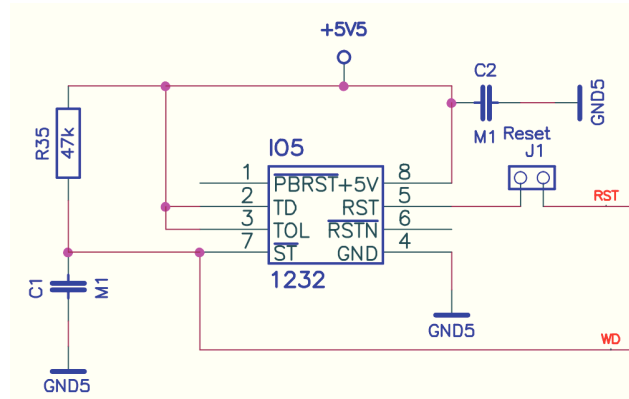 +5V5
C2
GND5
M1
Reset
J1
R35
47k
IO5
1
PBRST
+5V
8
2
TD
RST
5
RST
3
TOL
RSTN
6
7
ST
GND
4
1232
C1
M1
GND5
GND5
WD